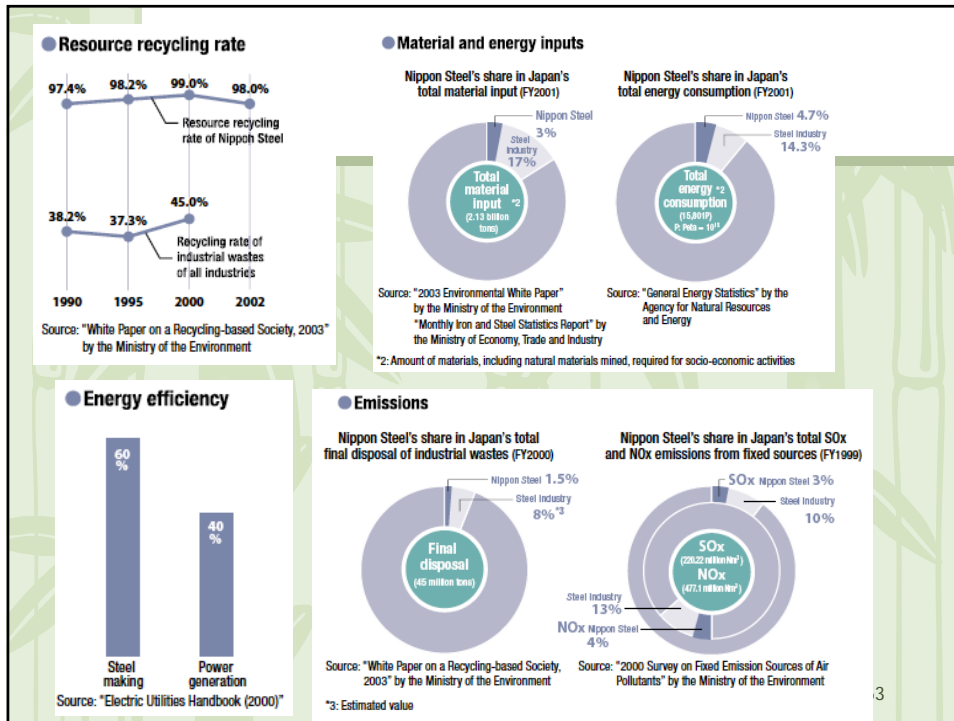 Resource recycling rate
97.4%
98.2%
99.0%
98.0%
Resource recycling
rate of Nippon Steel
38.2%
37.3%
45.0%
Recycling rate of
industrial wastes
of all industries
1990 1995 2000 2002
Source: "White Paper on a Recycling-based Society, 2003"
by the Ministry of the Environment
Material and energy inputs
Nippon Steel's share in Japan's
total material input (FY2001)
Nippon Steel
3%
Steel
Industry
17%
Total
material
input *2
(2.13 billion
tons)
Source: "2003 Environmental White Paper"
by the Ministry of the Environment
"Monthly Iron and Steel Statistics Report" by
the Ministry of Economy, Trade and Industry
Nippon Steel's share in Japan's
total energy consumption (FY2001)
Nippon Steel 4.7%
Steel Industry
14.3%
Total
energy *2
consumption
(15,801P)
P: Peta
Source: "General Energy Statistics" by the
Agency for Natural Resources
and Energy
*2: Amount of materials, including natural materials mined, required for socio-economic activities
Energy efficiency
60
%
40
%
Steel
making
Power
generation
Source: "Electric Utilities Handbook (2000)"
Emissions
Nippon Steel's share in Japan's total
final disposal of industrial wastes (FY2000)
Nippon Steel 1.5%
Steel Industry
8%*3
Final
disposal
(45 million tons)
Source: "White Paper on a Recycling-based Society,
2003" by the Ministry of the Environment
*3: Estimated value
Nippon Steel's share in Japan's total SOx
and NOx emissions from fixed sources (FY1999)
SOx Nippon Steel 3%
Steel Industry
10%
SOx
NOx
(477.1 million Nm³)
Steel Industry
13%
NOx Nippon Steel
4%
Source: "2000 Survey on Fixed Emission Sources of Air
Pollutants" by the Ministry of the Environment